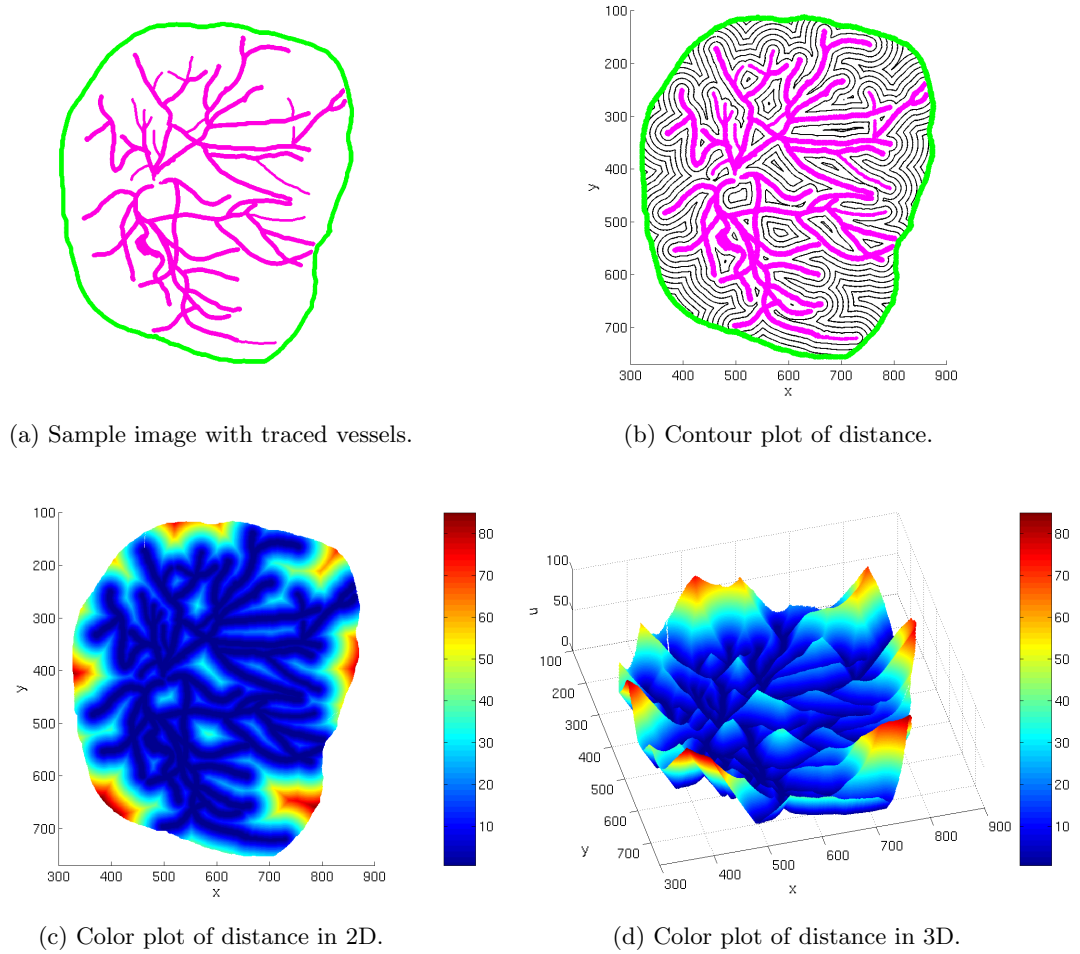 100
200
300
400
500
600
700
y
300 400 500 600 700 800 900
x
(a) Sample image with traced vessels.
(b) Contour plot of distance.
100
200
300
400
500
600
700
y
300 400 500 600 700 800 900
x
80
70
60
50
40
30
20
10
100
50
0
u
100
200
300
400
500
600
700
y
300 400 500 600 700 800 900
x
80
70
60
50
40
30
20
10
(c) Color plot of distance in 2D.
(d) Color plot of distance in 3D.